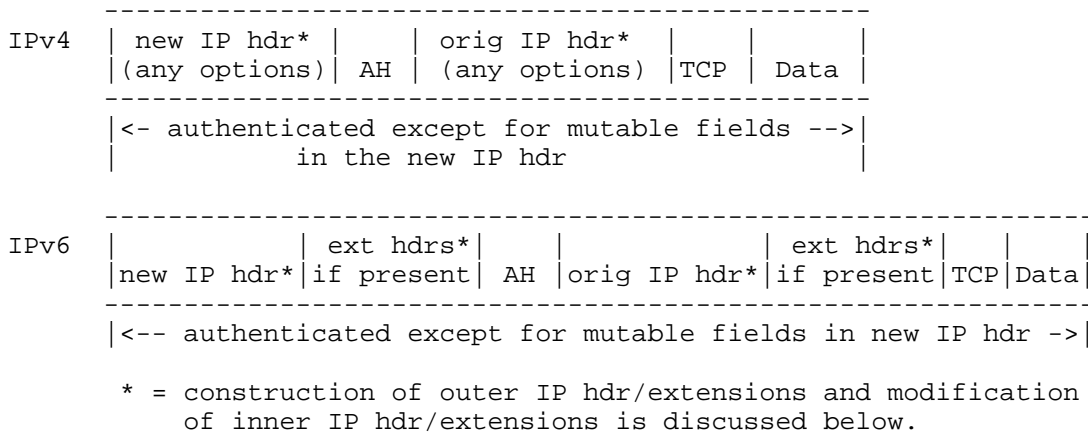 ------------------------------------------------
IPv4  | new IP hdr* |    | orig IP hdr*  |    |      |
|(any options)| AH | (any options) |TCP | Data |
------------------------------------------------
|<- authenticated except for mutable fields -->|
|           in the new IP hdr                  |
--------------------------------------------------------------
IPv6  |           | ext hdrs*|    |            | ext hdrs*|   |    |
|new IP hdr*|if present| AH |orig IP hdr*|if present|TCP|Data|
--------------------------------------------------------------
|<-- authenticated except for mutable fields in new IP hdr ->|
* = construction of outer IP hdr/extensions and modification
of inner IP hdr/extensions is discussed below.